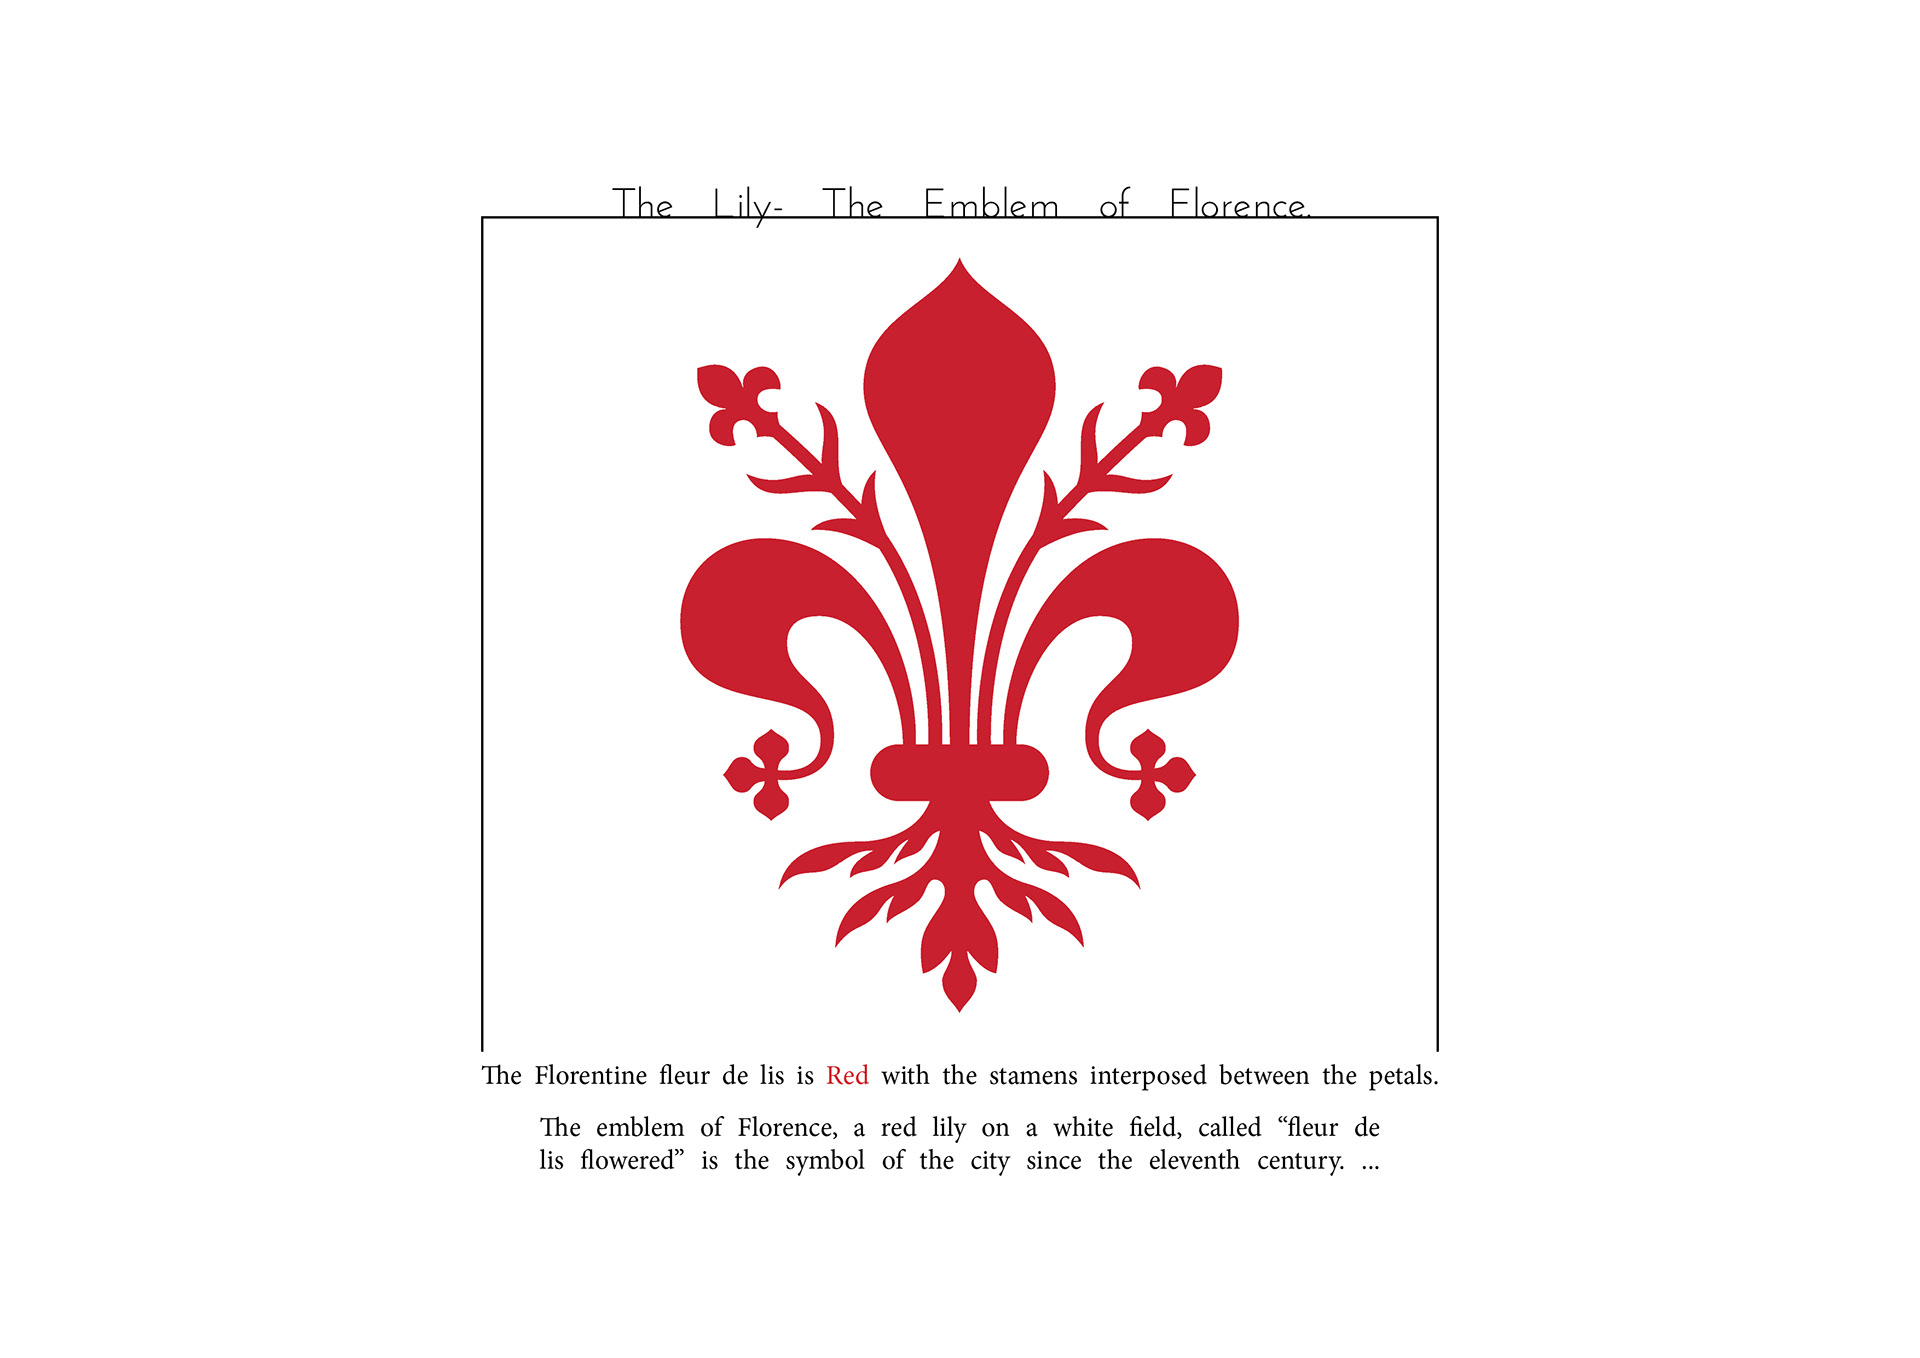 The Lily- The Emblem of Florence.
The Florentine fleur de lis is Red with the stamens interposed between the petals.
The emblem of Florence, a red lily on a white field, called “fleur de
lis flowered” is the symbol of the city since the eleventh century. ...